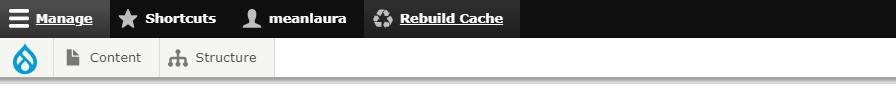 Manage Shortcuts meanlaura Rebuild Cache
Content Structure